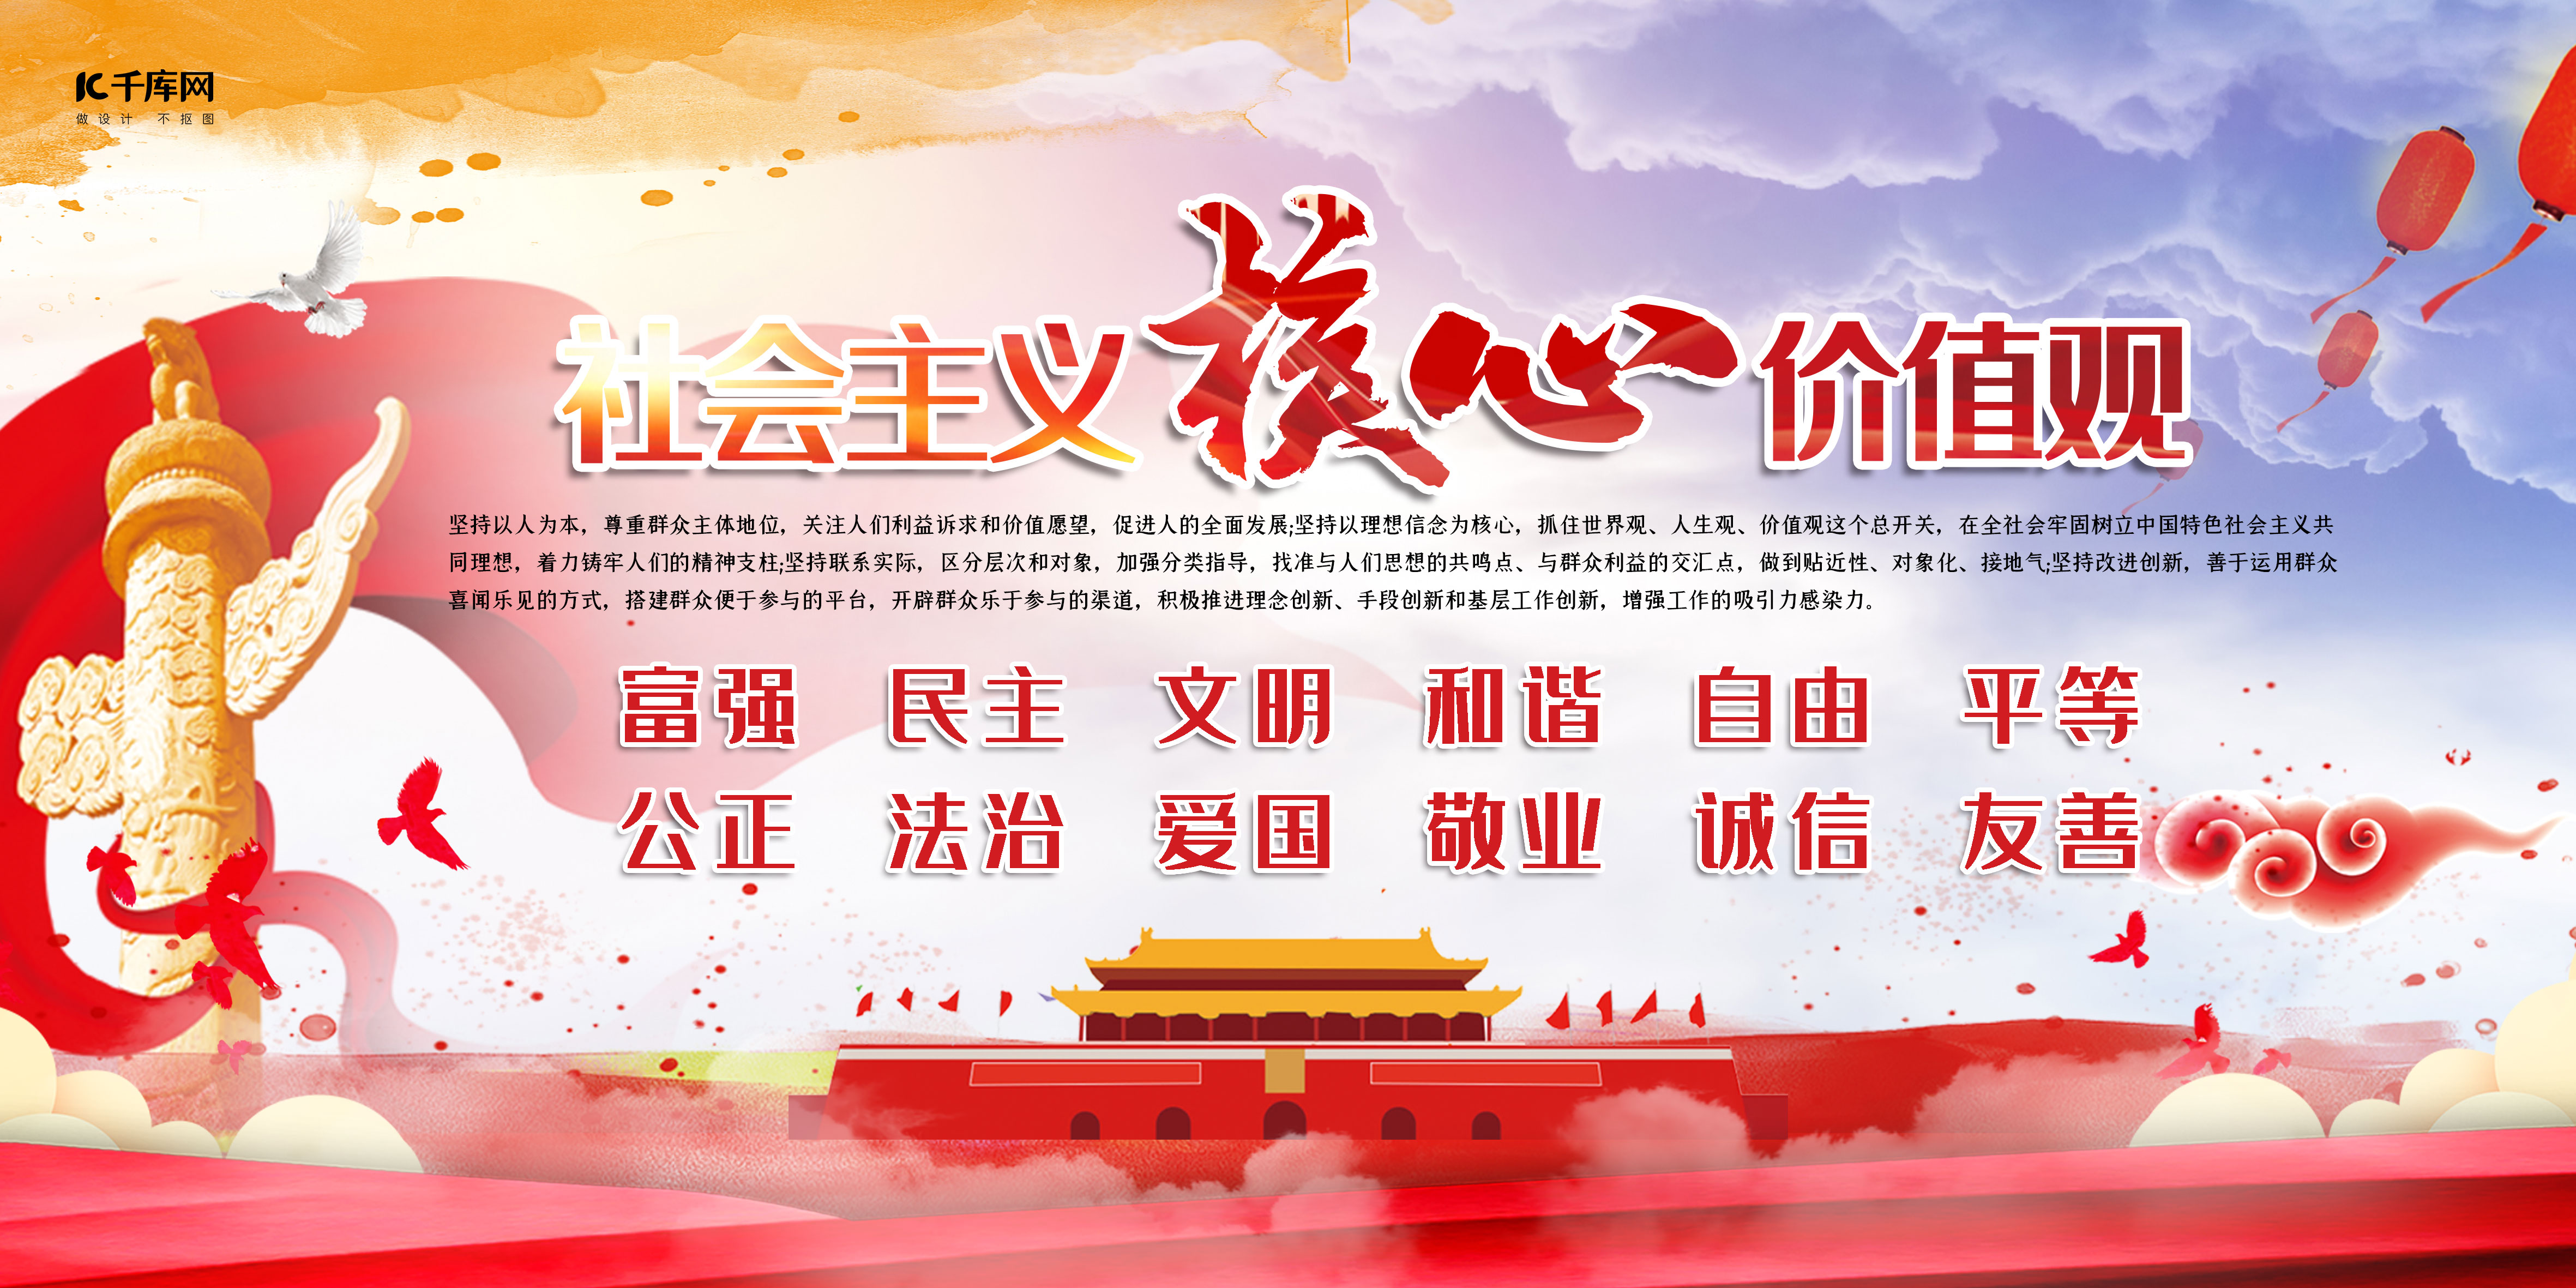 千库网
做设计 不抠图
社会主义核心价值观
坚持以人为本，尊重群众主体地位，关注人们利益诉求和价值愿望，促进人的全面发展;坚持以理想信念为核心，抓住世界观、人生观、价值观这个总开关，在全社会牢固树立中国特色社会主义共
同理想，着力铸牢人们的精神支柱;坚持联系实际，区分层次和对象，加强分类指导，找准与人们思想的共鸣点、与群众利益的交汇点，做到贴近性、对象化、接地气;坚持改进创新，善于运用群众
喜闻乐见的方式，搭建群众便于参与的平台，开辟群众乐于参与的渠道，积极推进理念创新、手段创新和基层工作创新，增强工作的吸引力感染力。
富强 民主 文明 和谐 自由 平等
公正 法治 爱国 敬业 诚信 友善